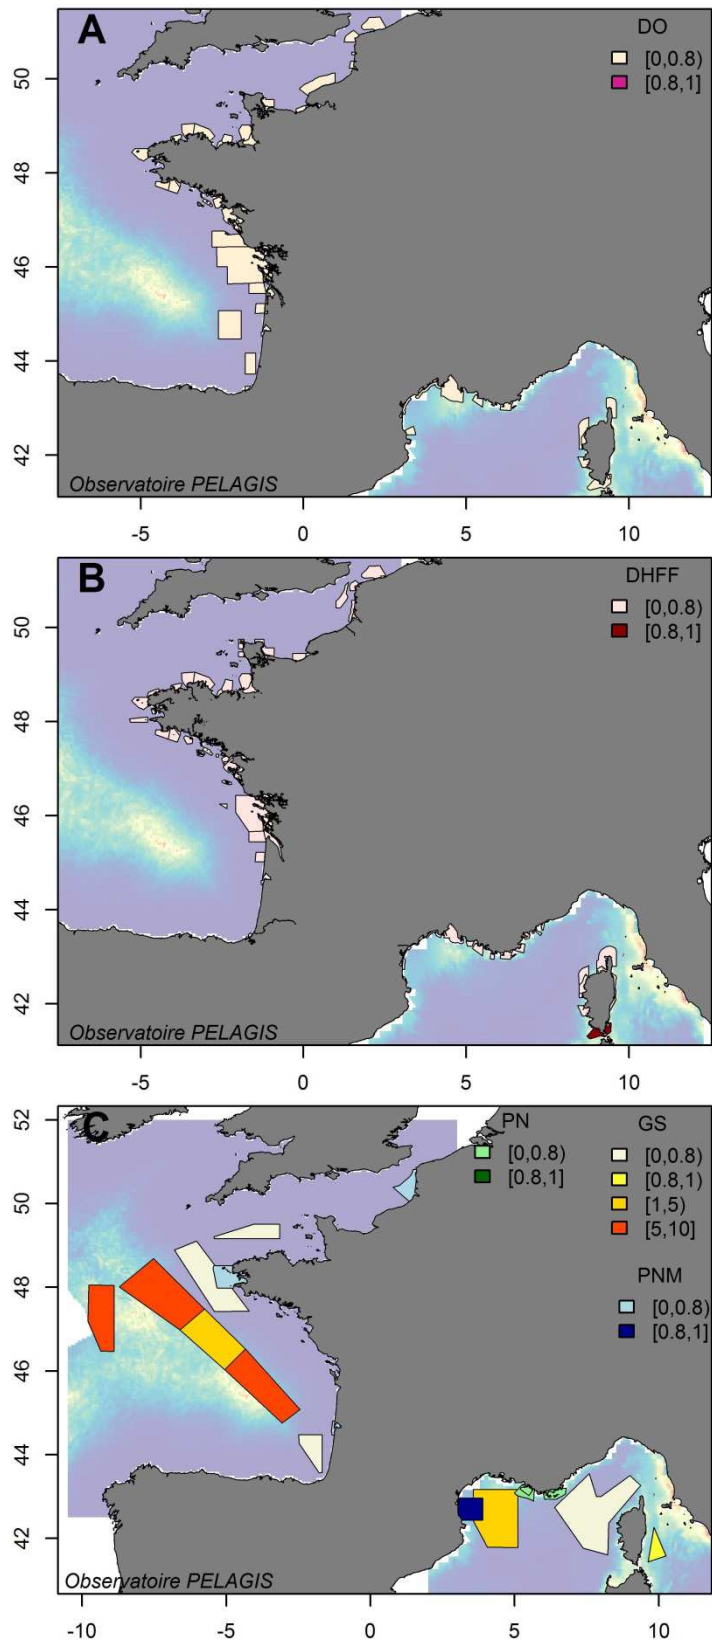 A
DO
[0,0.8)
[0.8,1]
50
48
46
44
42
Observatoire PELAGIS
-5 0 5 10
B
DHFF
[0,0.8)
[0.8,1]
50
48
46
44
42
Observatoire PELAGIS
-5 0 5 10
C
PN GS
[0,0.8) [0,0.8)
[0.8,1] [0.8,1)
[1,5)
[5,10]
PNM
[0,0.8)
[0.8,1]
52
50
48
46
44
42
Observatoire PELAGIS
-10 -5 0 5 10